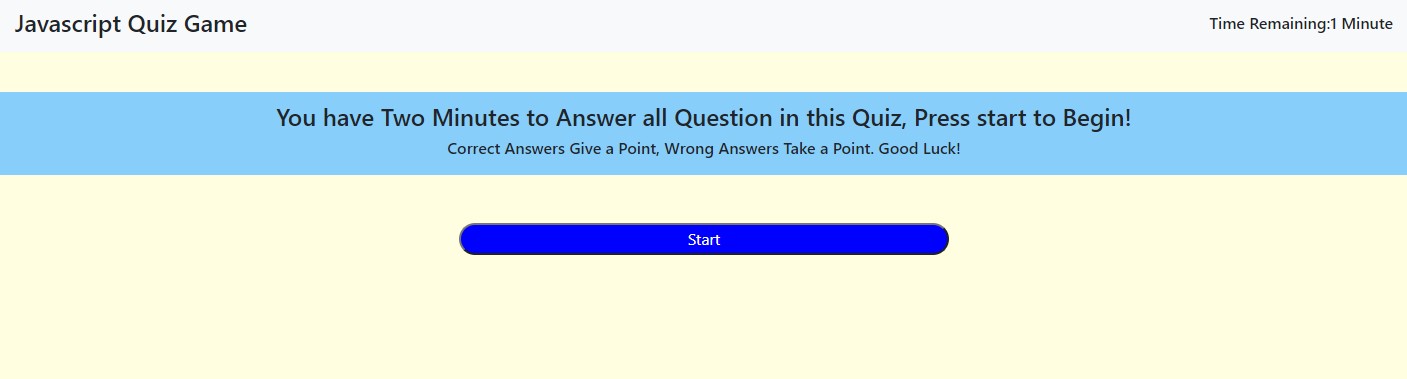 Javascript Quiz Game
Time Remaining:1 Minute
You have Two Minutes to Answer all Question in this Quiz, Press start to Begin!
Correct Answers Give a Point, Wrong Answers Take a Point. Good Luck!
Start